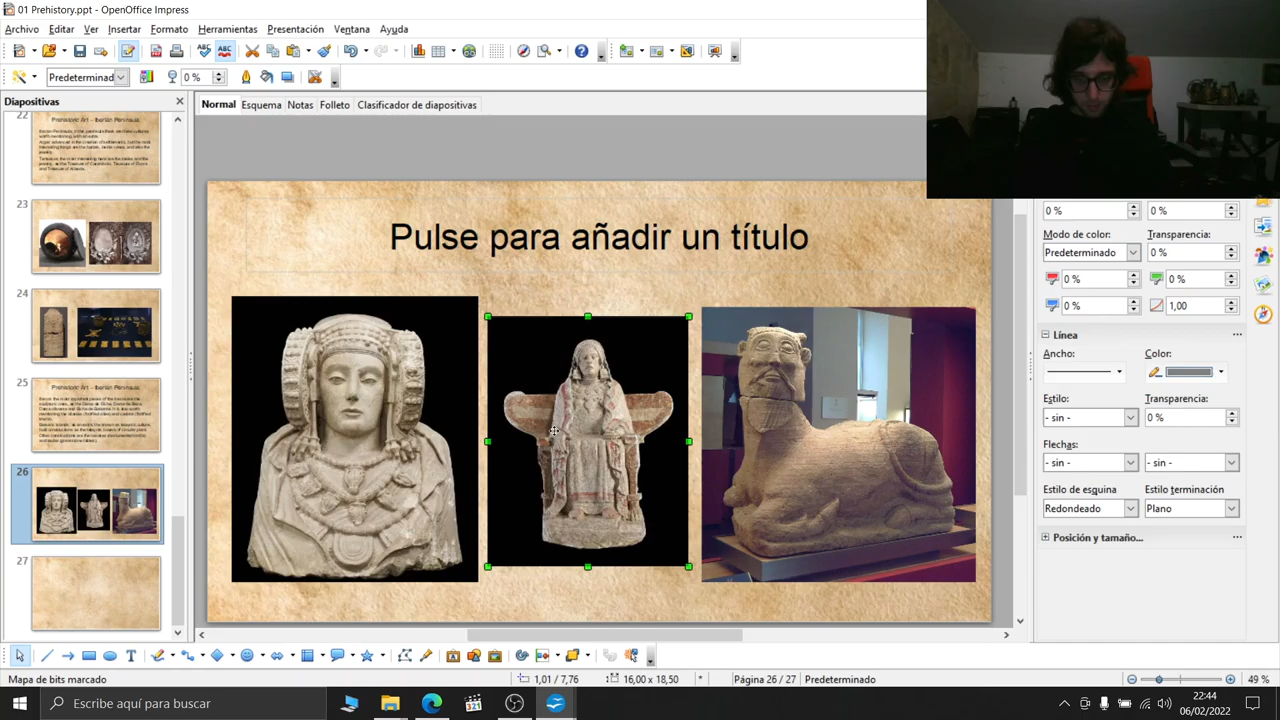 01 Prehistory.ppt - OpenOffice Impress
Archivo Editar Ver Insertar Formato Herramientas Presentación Ventana Ayuda
Predeterminad 0 %
Diapositivas
Normal Esquema Notas Folleto Clasificador de diapositivas
22
Prehistoric Art – Iberian Peninsula
23
24
25
Prehistoric Art – Iberian Peninsula
26
27
Pulse para añadir un título
0 % 0 %
Modo de color: Transparencia:
Predeterminado 0 %
0 % 0 %
0 % 1,00
Línea
Ancho: Color:
Estilo: Transparencia:
- sin - 0 %
Flechas:
- sin - - sin -
Estilo de esquina Estilo terminación
Redondeado Plano
Posición y tamaño...
Mapa de bits marcado 1,01 / 7,76 16,00 x 18,50 * Página 26 / 27 Predeterminado 49 %
Escribe aquí para buscar
321
22:44
06/02/2022